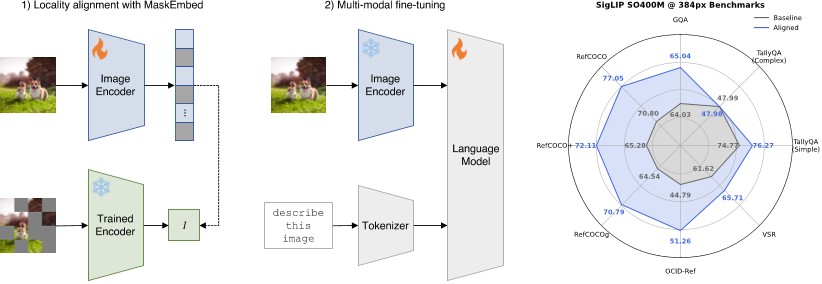 1) Locality alignment with MaskEmbed
Image
Encoder
⋮
Trained
Encoder
l
2) Multi-modal fine-tuning
Image
Encoder
Language
Model
describe
this
image
Tokenizer
SigLIP SO400M @ 384px Benchmarks
Baseline
Aligned
GQA
TallyQA
(Complex)
TallyQA
(Simple)
VSR
OCID-Ref
RefCOCOg
RefCOCO+
RefCOCO
65.04
64.03
47.99
47.98
74.77
76.27
61.62
65.71
44.79
51.26
64.54
70.79
65.28
72.11
70.80
77.05